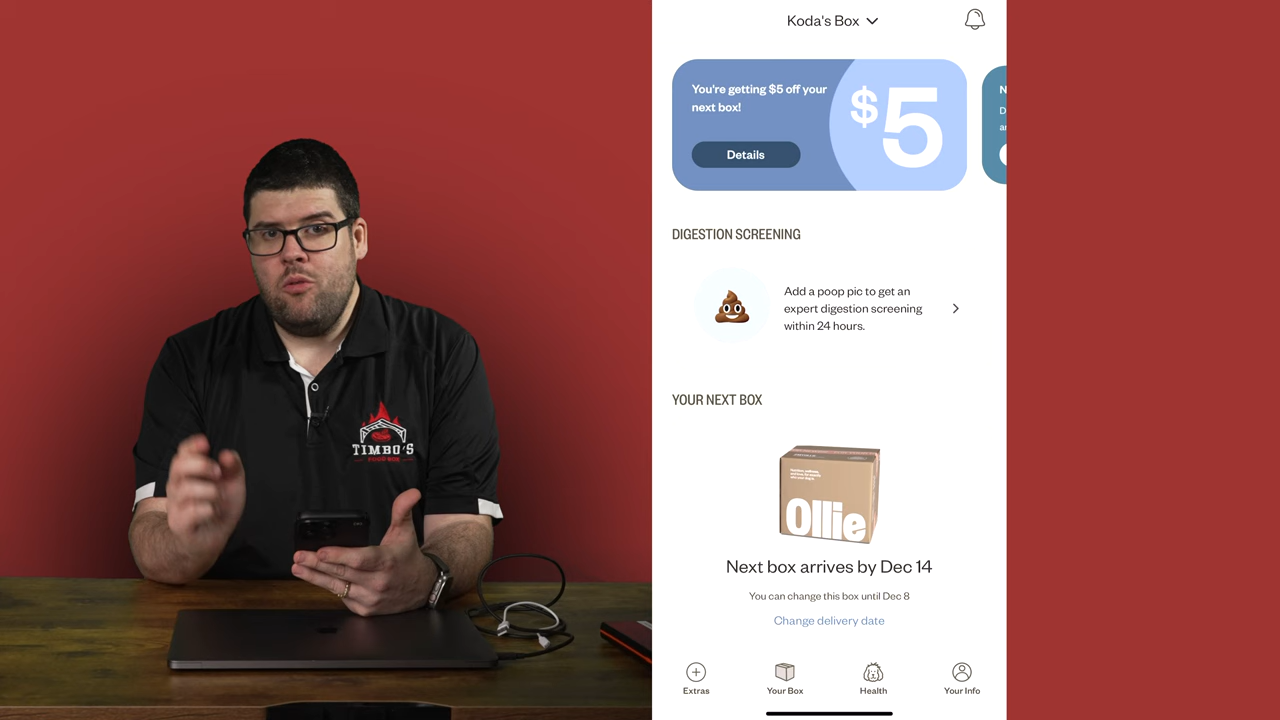 TIMBO'S
Koda's Box
You're getting $5 off your
next box!
Details
$5
N
D
ar
DIGESTION SCREENING
Add a poop pic to get an
expert digestion screening
within 24 hours.
YOUR NEXT BOX
Ollie
Next box arrives by Dec 14
You can change this box until Dec 8
Change delivery date
Extras
Your Box
Health
Your Info